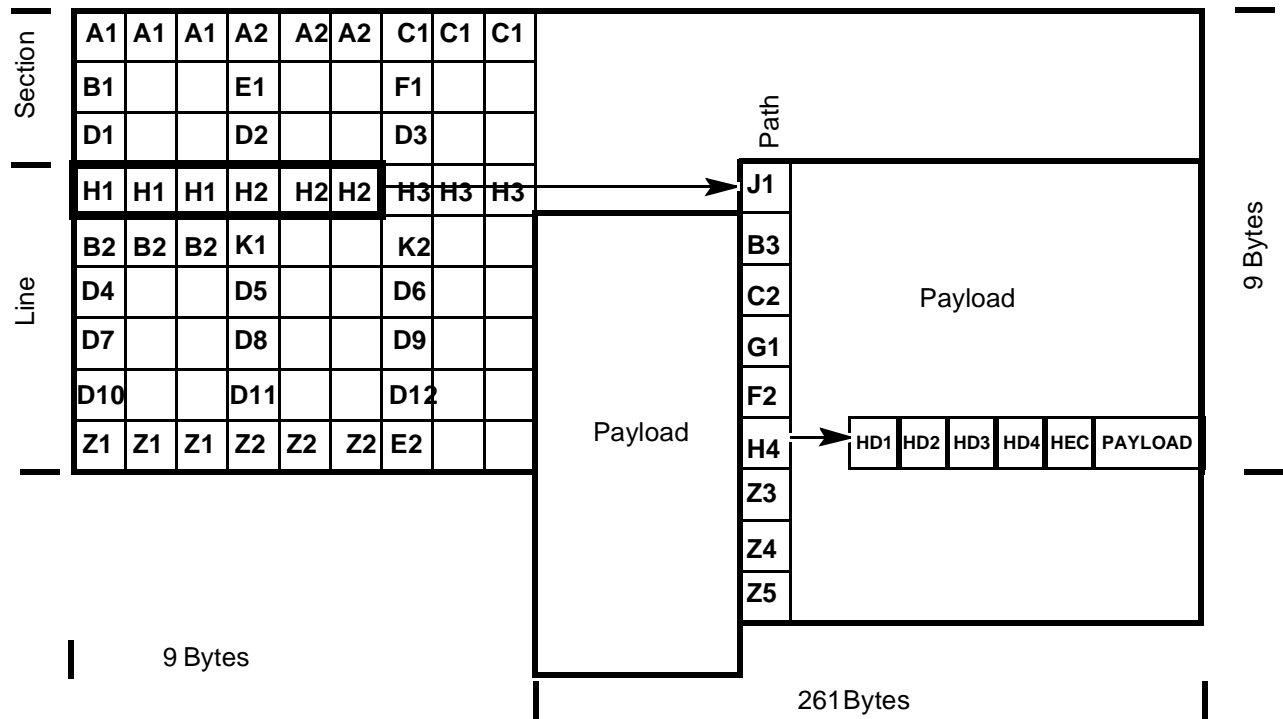 Section
A1 A1 A1 A2 A2 A2 C1 C1 C1
B1 E1 F1
D1 D2 D3
Path
Line
H1 H1 H1 H2 H2 H2 H3 H3 H3
J1
B2 B2 B2 K1 K2
B3
9 Bytes
D4 D5 D6
C2
Payload
D7 D8 D9
G1
D10 D11 D12
F2
Z1 Z1 Z1 Z2 Z2 Z2 E2
Payload
H4
HD1 HD2 HD3 HD4 HEC PAYLOAD
Z3
Z4
Z5
9 Bytes
261Bytes